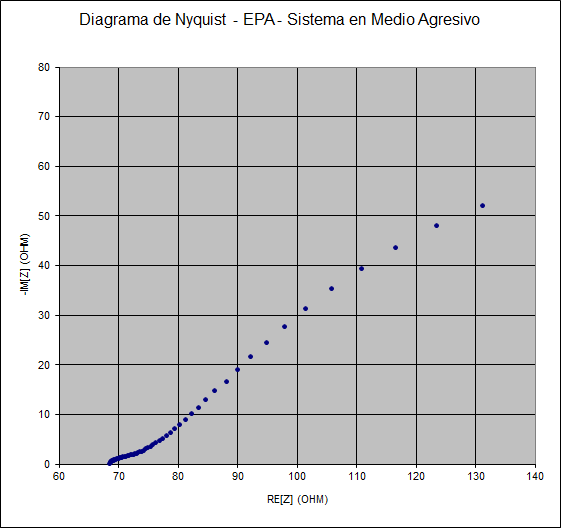 Diagrama de Nyquist - EPA - Sistema en Medio Agresivo
80
70
60
50
40
30
20
10
0
-IM[Z] (OHM)
60 70 80 90 100 110 120 130 140
RE[Z] (OHM)